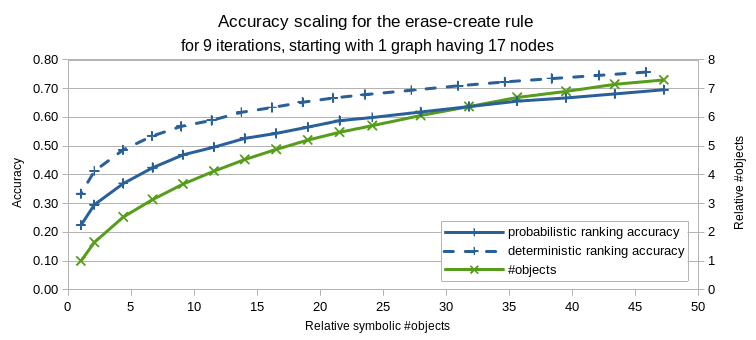 Accuracy scaling for the erase-create rule
for 9 iterations, starting with 1 graph having 17 nodes
0.80
0.70
0.60
0.50
0.40
0.30
0.20
0.10
0.00
8
7
6
5
4
3
2
1
0
Accuracy
Relative #objects
probabilistic ranking accuracy
deterministic ranking accuracy
#objects
0 5 10 15 20 25 30 35 40 45 50
Relative symbolic #objects